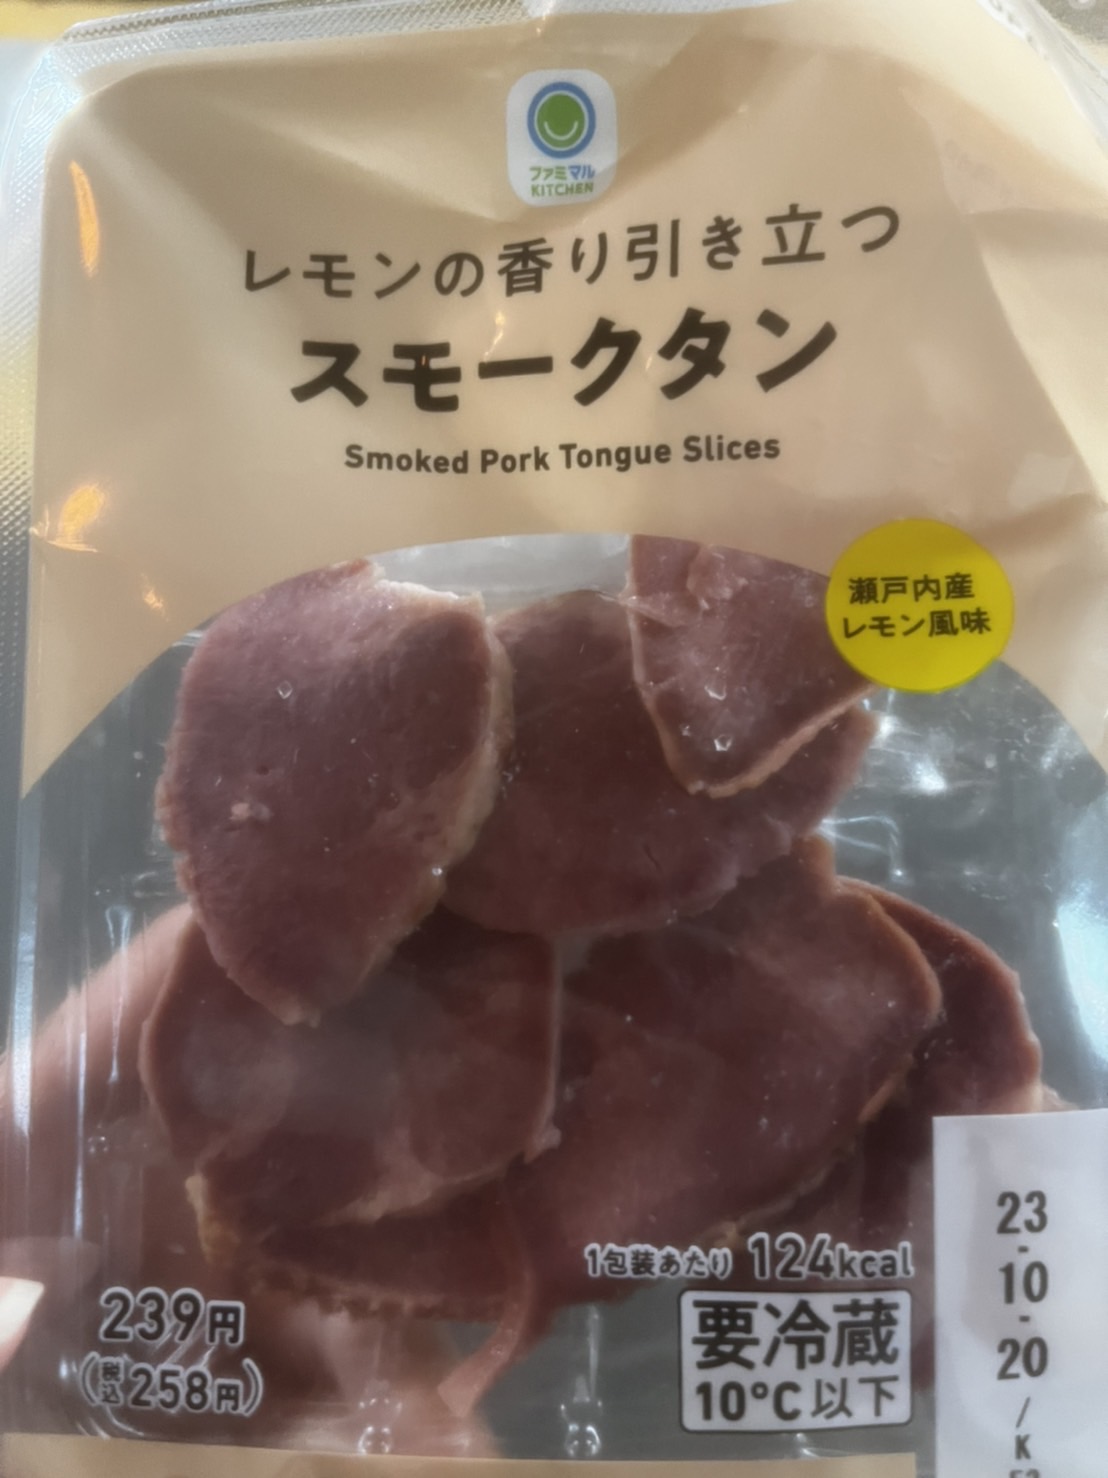 ファミマル
KITCHEN
レモンの香り引き立つ
スモークタン
Smoked Pork Tongue Slices
瀬戸内産
レモン風味
1包装あたり 124kcal
要冷蔵
10°C以下
239円
(税込258円)
23-10-20/K